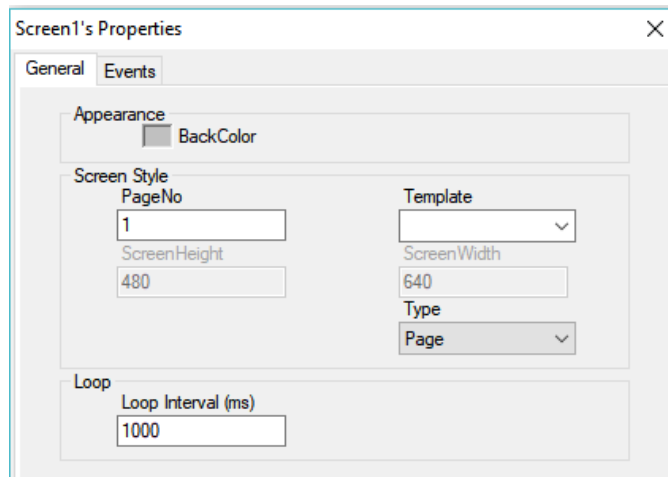 Screen1's Properties
General Events
Appearance
BackColor
Screen Style
PageNo Template
1
ScreenHeight ScreenWidth
480 640
Type
Page
Loop
Loop Interval (ms)
1000